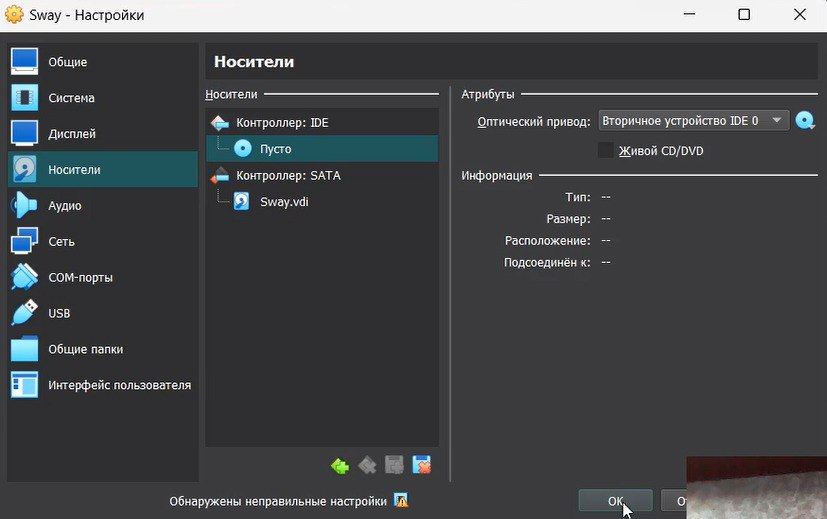 Sway - Настройки
Общие
Система
Дисплей
Носители
Аудио
Сеть
COM-порты
USB
Общие папки
Интерфейс пользователя
Носители
Носители
Контроллер: IDE
Пусто
Контроллер: SATA
Sway.vdi
Атрибуты
Оптический привод: Вторичное устройство IDE 0
Живой CD/DVD
Информация
Тип: --
Размер: --
Расположение: --
Подсоединён к: --
Обнаружены неправильные настройки
OK